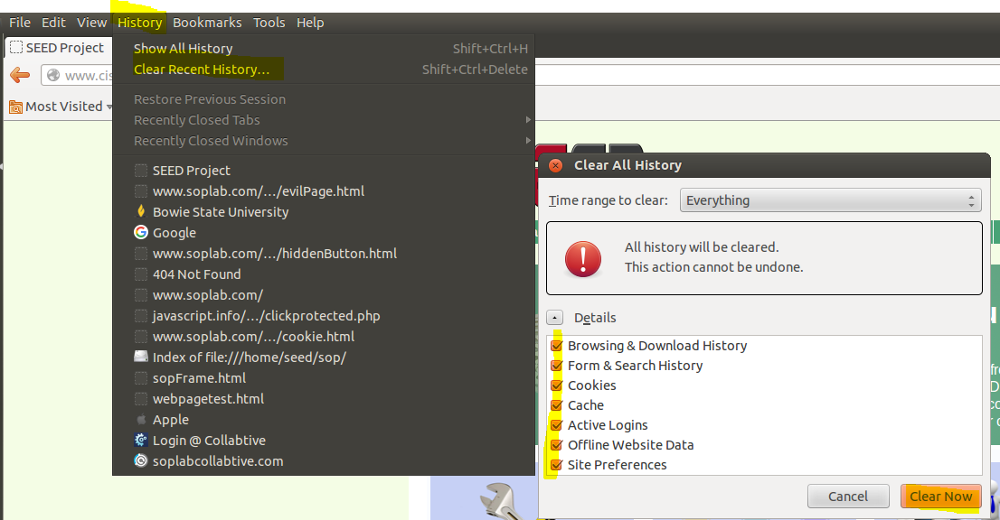 File Edit View History Bookmarks Tools Help
SEED Project
Show All History Shift+Ctrl+H
Clear Recent History... Shift+Ctrl+Delete
www.cis
Restore Previous Session
Most Visited
Recently Closed Tabs
Recently Closed Windows
SEED Project
www.soplab.com/.../evilPage.html
Bowie State University
Google
www.soplab.com/.../hiddenButton.html
404 Not Found
www.soplab.com/
javascript.info/.../clickprotected.php
www.soplab.com/.../cookie.html
Index of file:///home/seed/sop/
sopFrame.html
webpagetest.html
Apple
Login @ Collabtive
soplabcollabtive.com
Clear All History
Time range to clear: Everything
All history will be cleared.
This action cannot be undone.
Details
Browsing & Download History
Form & Search History
Cookies
Cache
Active Logins
Offline Website Data
Site Preferences
Cancel Clear Now